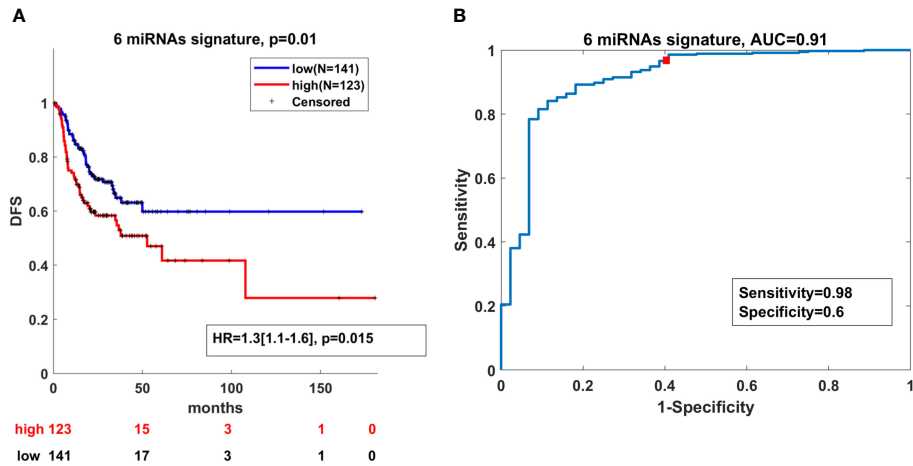 A
6 miRNAs signature, p=0.01
low(N=141)
high(N=123)
Censored
1
0.8
0.6
0.4
0.2
0
DFS
HR=1.3[1.1-1.6], p=0.015
0 50 100 150
months
high 123 15 3 1 0
low 141 17 3 1 0
B
6 miRNAs signature, AUC=0.91
1
0.8
0.6
0.4
0.2
0
Sensitivity
Sensitivity=0.98
Specificity=0.6
0 0.2 0.4 0.6 0.8 1
1-Specificity